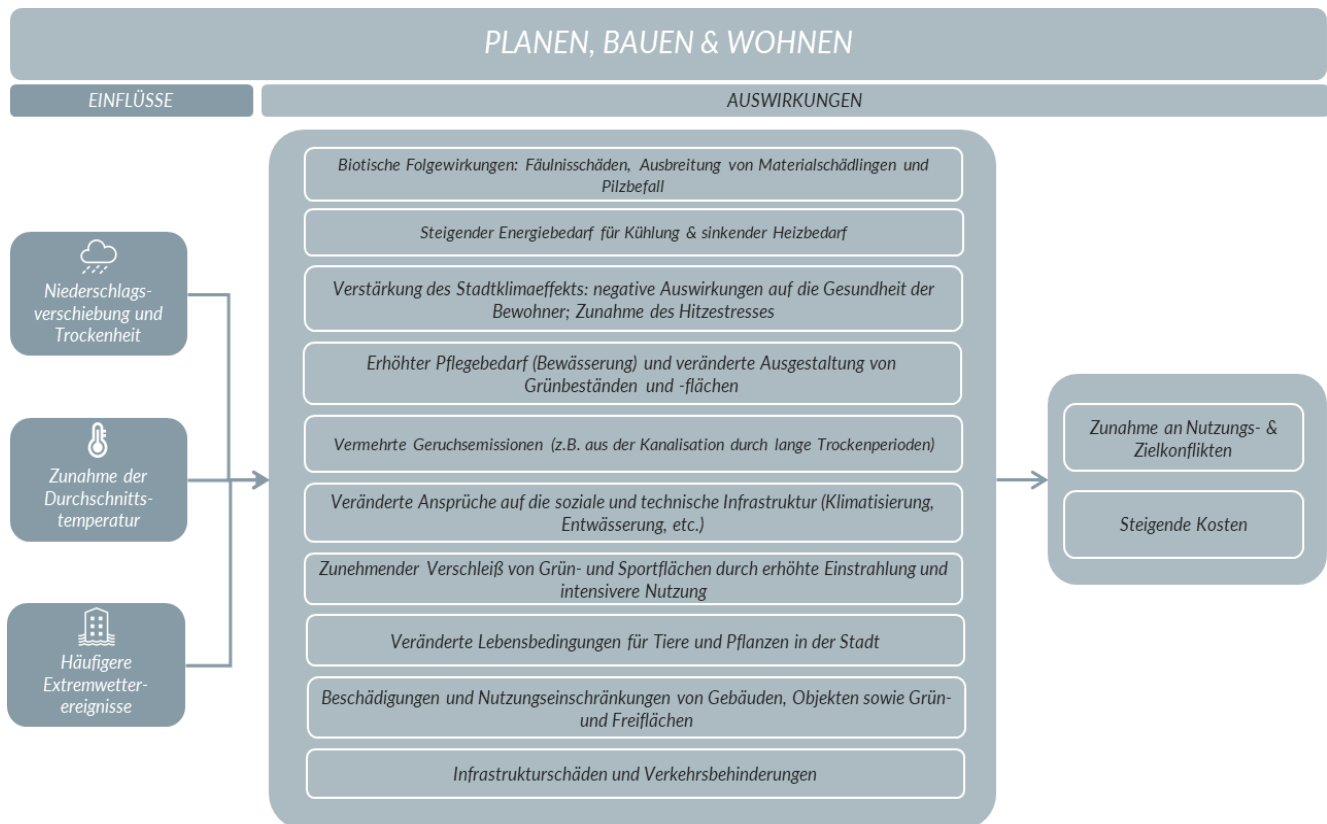 PLANEN, BAUEN & WOHNEN
EINFLÜSSE
AUSWIRKUNGEN
Niederschlags-
verschiebung und
Trockenheit
Zunahme der
Durchschnitts-
temperatur
Häufigere
Extremwetter-
ereignisse
Biotische Folgewirkungen: Fäulnisschäden, Ausbreitung von Materialschädlingen und
Pilzbefall
Steigender Energiebedarf für Kühlung & sinkender Heizbedarf
Verstärkung des Stadtklimaeffekts: negative Auswirkungen auf die Gesundheit der
Bewohner; Zunahme des Hitzestresses
Erhöhter Pflegebedarf (Bewässerung) und veränderte Ausgestaltung von
Grünbeständen und -flächen
Vermehrte Geruchsemissionen (z.B. aus der Kanalisation durch lange Trockenperioden)
Veränderte Ansprüche auf die soziale und technische Infrastruktur (Klimatisierung,
Entwässerung, etc.)
Zunehmender Verschleiß von Grün- und Sportflächen durch erhöhte Einstrahlung und
intensivere Nutzung
Veränderte Lebensbedingungen für Tiere und Pflanzen in der Stadt
Beschädigungen und Nutzungseinschränkungen von Gebäuden, Objekten sowie Grün-
und Freiflächen
Infrastrukturschäden und Verkehrsbehinderungen
Zunahme an Nutzungs- &
Zielkonflikten
Steigende Kosten